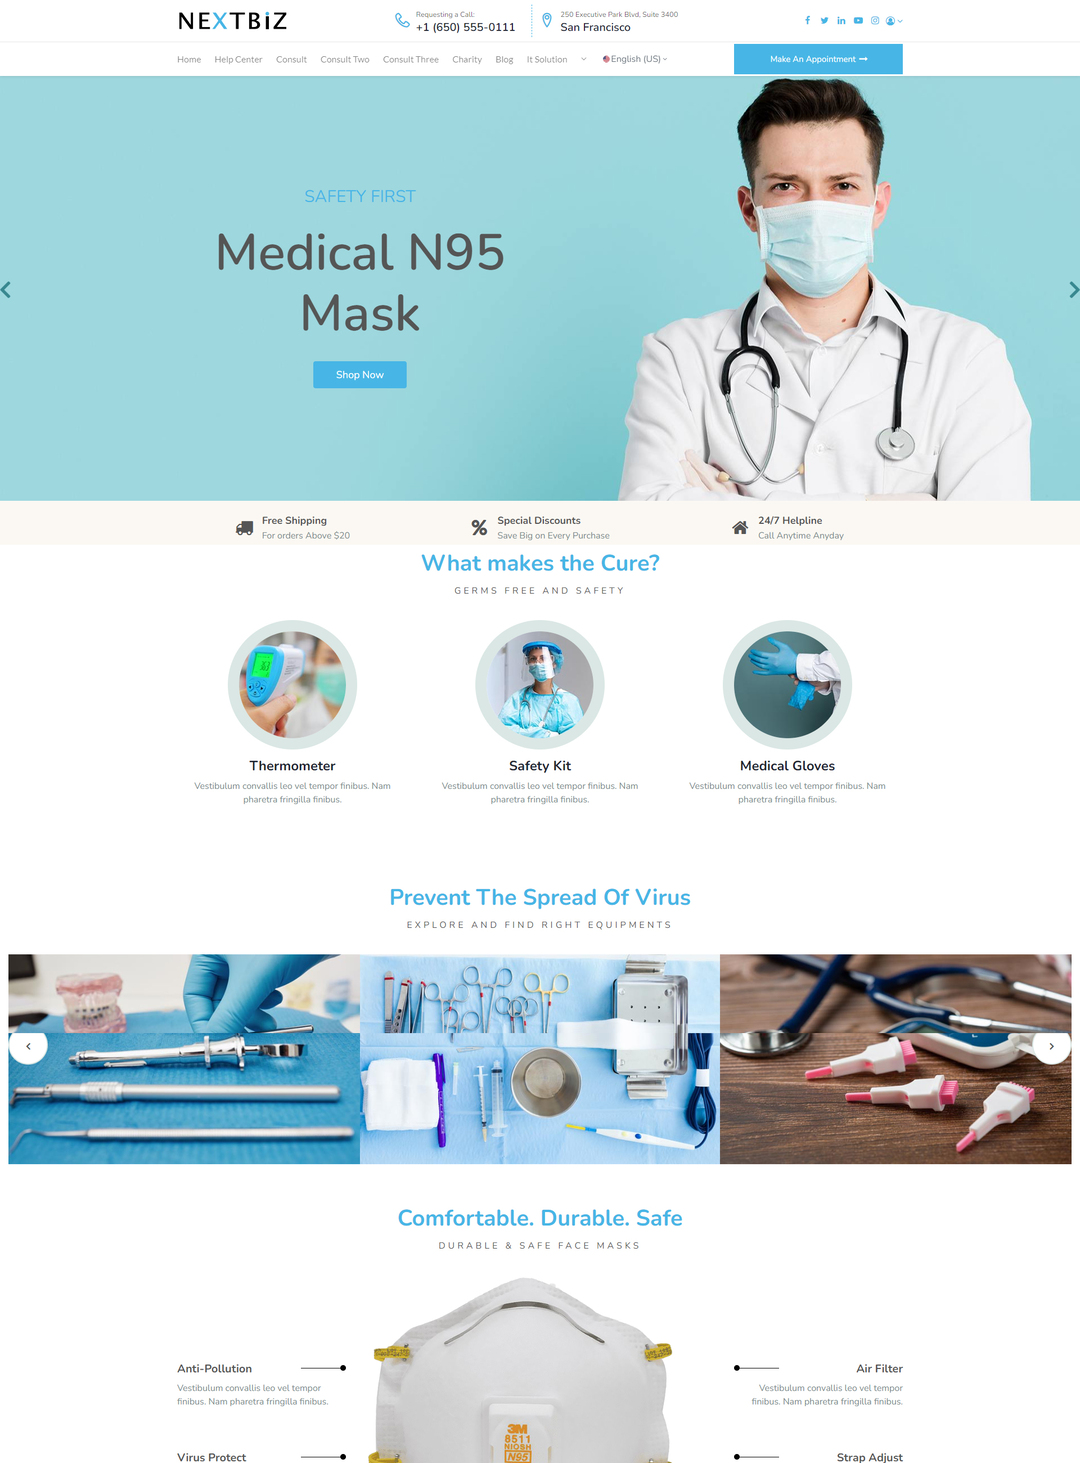 NEXTBiZ
Requesting a Call:
+1 (650) 555-0111
250 Executive Park Blvd, Suite 3400
San Francisco
Home Help Center Consult Consult Two Consult Three Charity Blog It Solution English (US)
Make An Appointment
SAFETY FIRST
Medical N95
Mask
Shop Now
Free Shipping
For orders Above $20
Special Discounts
Save Big on Every Purchase
24/7 Helpline
Call Anytime Anyday
What makes the Cure?
GERMS FREE AND SAFETY
Thermometer
Vestibulum convallis leo vel tempor finibus. Nam
pharetra fringilla finibus.
Safety Kit
Vestibulum convallis leo vel tempor finibus. Nam
pharetra fringilla finibus.
Medical Gloves
Vestibulum convallis leo vel tempor finibus. Nam
pharetra fringilla finibus.
Prevent The Spread Of Virus
EXPLORE AND FIND RIGHT EQUIPMENTS
Comfortable. Durable. Safe
DURABLE & SAFE FACE MASKS
Anti-Pollution
Vestibulum convallis leo vel tempor
finibus. Nam pharetra fringilla finibus.
Air Filter
Vestibulum convallis leo vel tempor
finibus. Nam pharetra fringilla finibus.
3M
8511
NIOSH
N95
Virus Protect
Strap Adjust